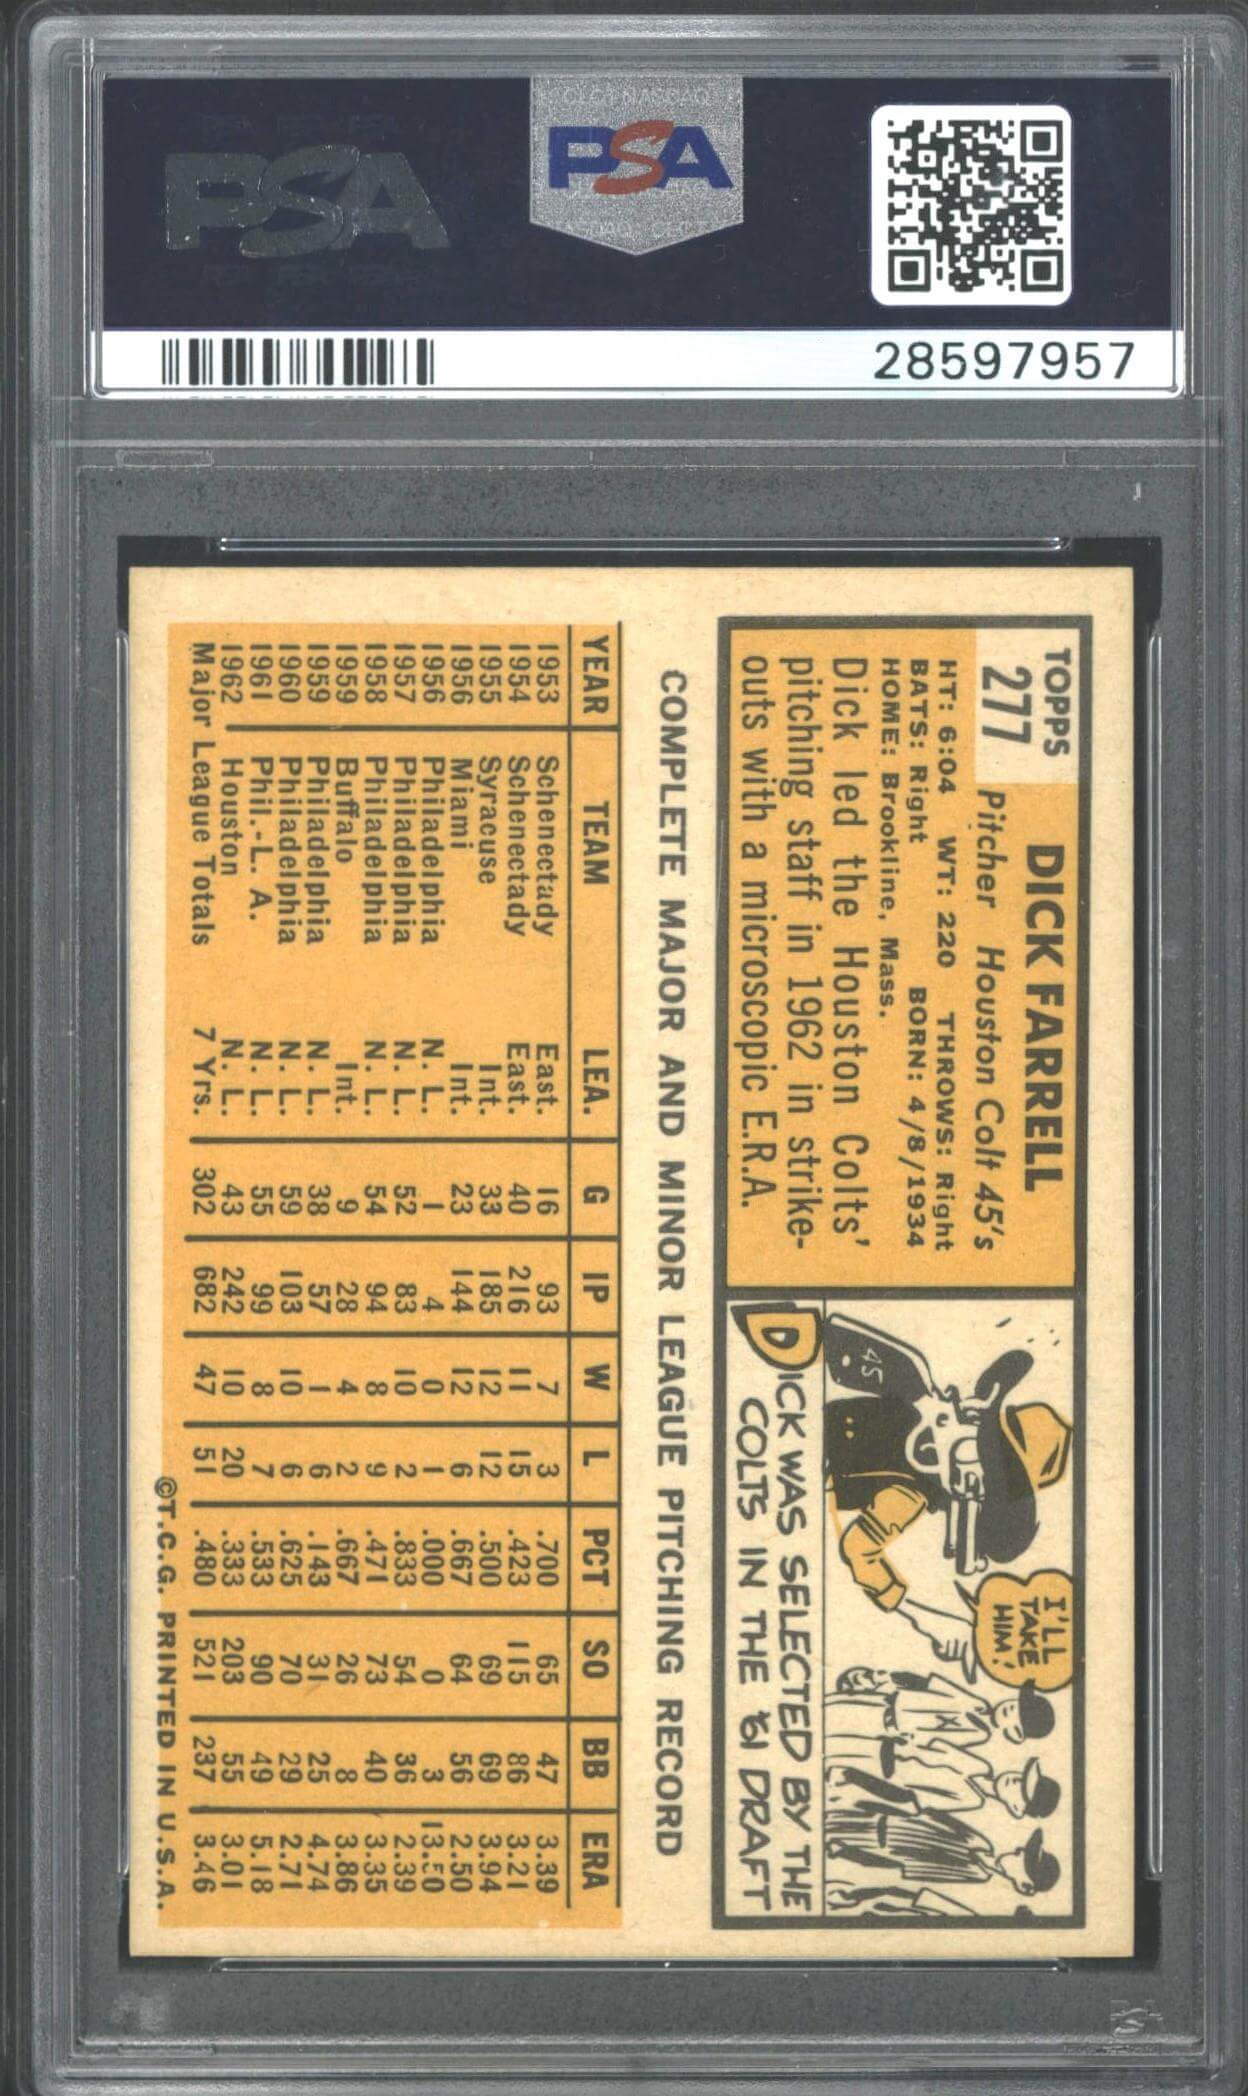 CLCT NASDAQ
PSA
PSA
28597957
TOPPS
277
DICK FARRELL
Pitcher Houston Colt 45's
HT: 6:04 WT: 220 THROWS: Right
BATS: Right BORN: 4/8/1934
HOME: Brookline, Mass.
Dick led the Houston Colts'
pitching staff in 1962 in strike-
outs with a microscopic E.R.A.
I'LL
TAKE
HIM!
45
DICK WAS SELECTED BY THE
COLTS IN THE '61 DRAFT
COMPLETE MAJOR AND MINOR LEAGUE PITCHING RECORD
YEAR TEAM LEA. G IP W L PCT SO BB ERA
1953 Schenectady East. 16 93 7 3 .700 65 47 3.39
1954 Schenectady East. 40 216 11 15 .423 115 86 3.21
1955 Syracuse Int. 33 185 12 12 .500 69 69 3.94
1956 Miami Int. 23 144 12 6 .667 64 56 2.50
1956 Philadelphia N. L. 1 4 0 1 .000 0 3 13.50
1957 Philadelphia N. L. 52 83 10 2 .833 54 36 2.39
1958 Philadelphia N. L. 54 94 8 9 .471 73 40 3.35
1959 Buffalo Int. 9 28 4 2 .667 26 8 3.86
1959 Philadelphia N. L. 38 57 1 6 .143 31 25 4.74
1960 Philadelphia N. L. 59 103 10 6 .625 70 29 2.71
1961 Phil.-L. A. N. L. 55 99 8 7 .533 90 49 5.18
1962 Houston N. L. 43 242 10 20 .333 203 55 3.01
Major League Totals 7 Yrs. 302 682 47 51 .480 521 237 3.46
©T.C.G. PRINTED IN U.S.A.